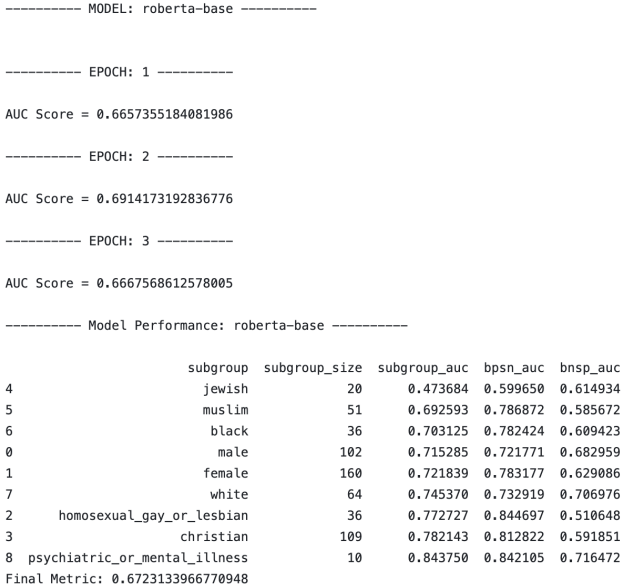 ---------- MODEL: roberta-base ----------
---------- EPOCH: 1 ----------
AUC Score = 0.6657355184081986
---------- EPOCH: 2 ----------
AUC Score = 0.6914173192836776
---------- EPOCH: 3 ----------
AUC Score = 0.6667568612578005
---------- Model Performance: roberta-base ----------
subgroup subgroup_size subgroup_auc bpsn_auc bnsp_auc
4 jewish 20 0.473684 0.599650 0.614934
5 muslim 51 0.692593 0.786872 0.585672
6 black 36 0.703125 0.782424 0.609423
0 male 102 0.715285 0.721771 0.682959
1 female 160 0.721839 0.783177 0.629086
7 white 64 0.745370 0.732919 0.706976
2 homosexual_gay_or_lesbian 36 0.772727 0.844697 0.510648
3 christian 109 0.782143 0.812822 0.591851
8 psychiatric_or_mental_illness 10 0.843750 0.842105 0.716472
Final Metric: 0.6723133966770948